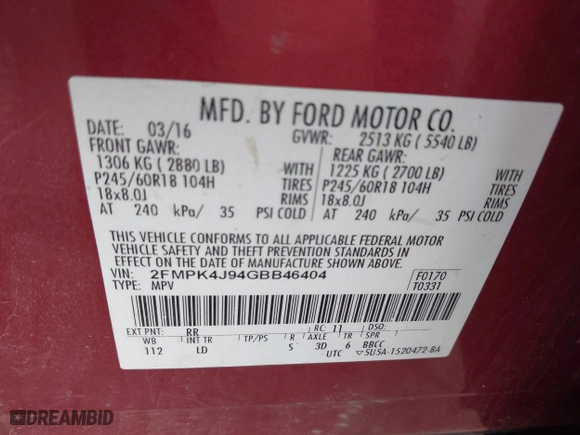 MFD. BY FORD MOTOR CO.
DATE: 03/16 GVWR: 2513 KG ( 5540 LB)
FRONT GAWR: REAR GAWR:
1306 KG ( 2880 LB) WITH 1225 KG ( 2700 LB) WITH
P245/60R18 104H TIRES P245/60R18 104H TIRES
18x8.0J RIMS 18x8.0J RIMS
AT 240 kPa/ 35 PSI COLD AT 240 kPa/ 35 PSI COLD
THIS VEHICLE CONFORMS TO ALL APPLICABLE FEDERAL MOTOR
VEHICLE SAFETY AND THEFT PREVENTION STANDARDS IN
EFFECT ON THE DATE OF MANUFACTURE SHOWN ABOVE.
VIN: 2FMPK4J94GBB46404 F0170
TYPE: MPV T0331
EXT PNT: RR RC: 11 DSO:
WB INT TR TP/PS R AXLE TR SPR
112 LD S 3D 6 BBCC
UTC ▽5U5A-1520472-BA
DREAMBID